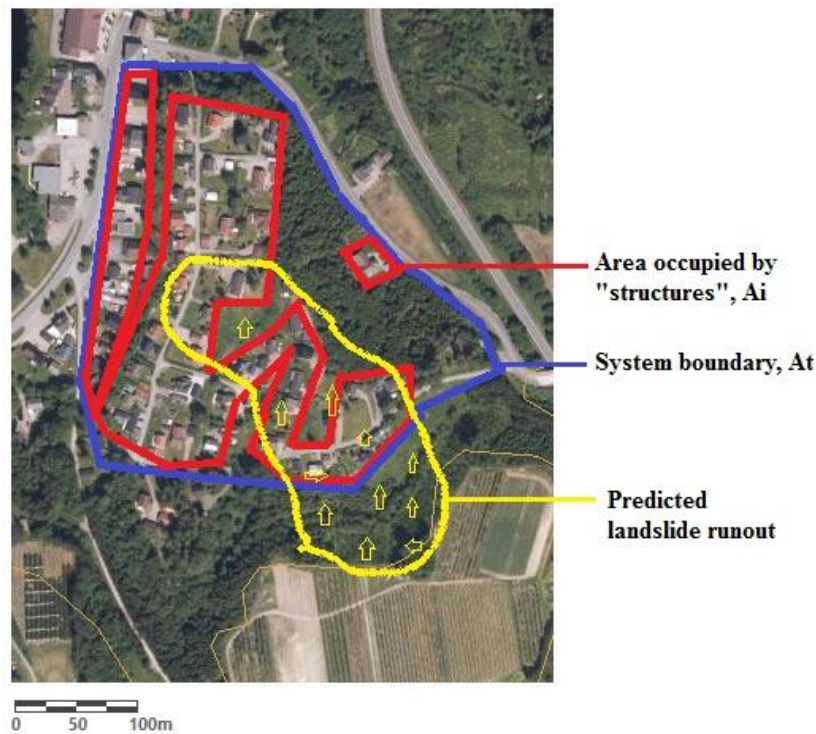 Area occupied by
"structures", Ai
System boundary, At
Predicted
landslide runout
0 50 100m